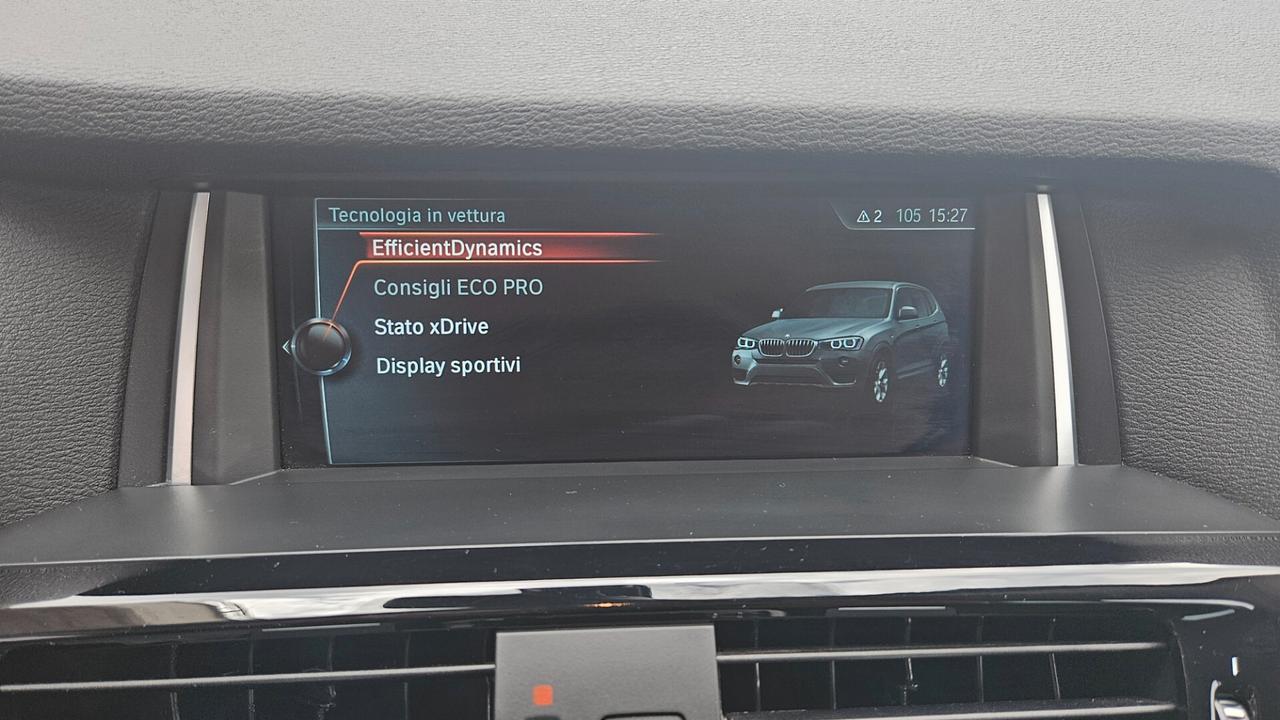 Tecnologia in vettura
2 105 15:27
EfficientDynamics
Consigli ECO PRO
Stato xDrive
Display sportivi